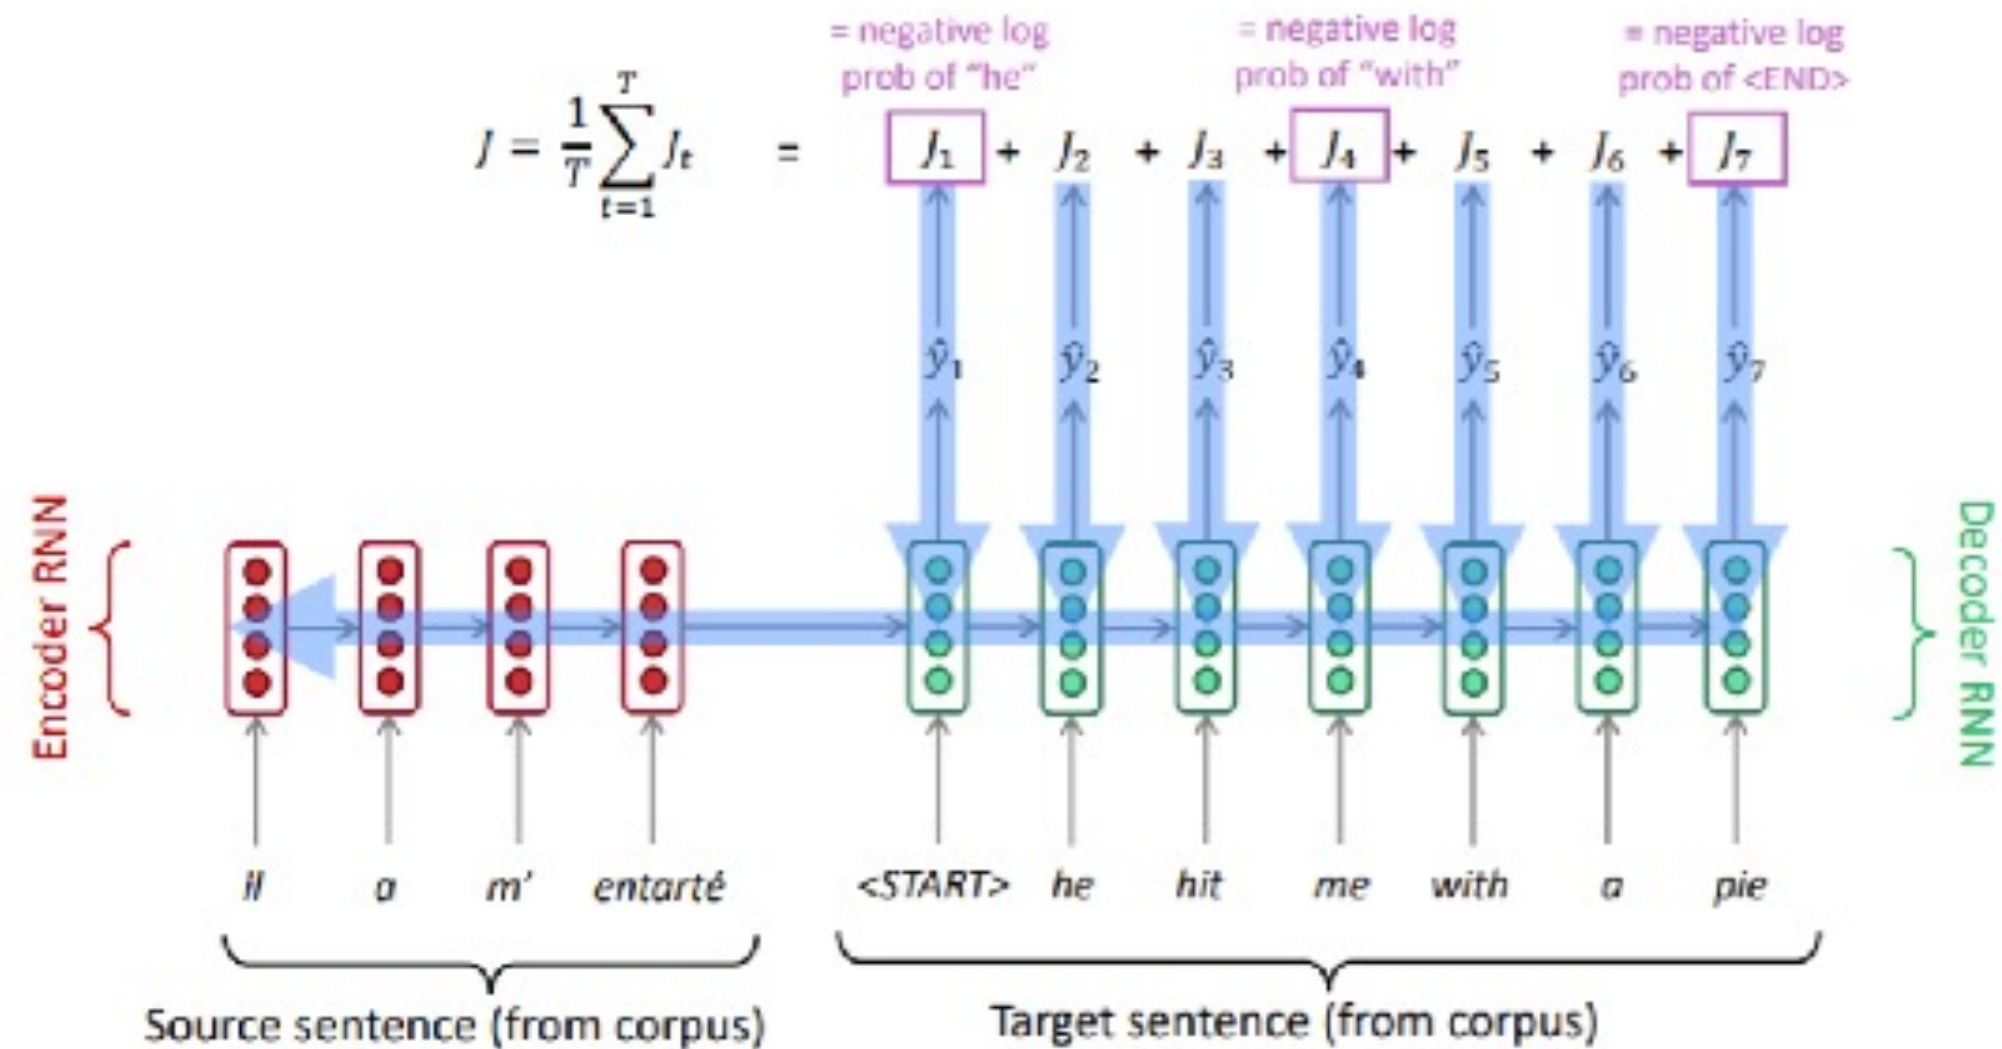 = negative log
prob of "he"
= negative log
prob of "with"
= negative log
prob of <END>
J = 1/T ∑_{t=1}^{T} J_t = J₁ + J₂ + J₃ + J₄ + J₅ + J₆ + J₇
ŷ₁ ŷ₂ ŷ₃ ŷ₄ ŷ₅ ŷ₆ ŷ₇
Encoder RNN
Decoder RNN
il a m' entarté <START> he hit me with a pie
Source sentence (from corpus)
Target sentence (from corpus)